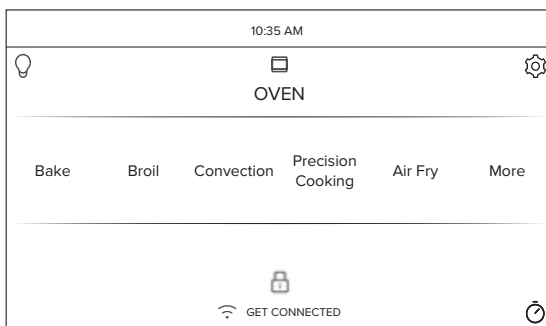 10:35 AM
OVEN
Bake Broil Convection Precision Cooking Air Fry More
GET CONNECTED